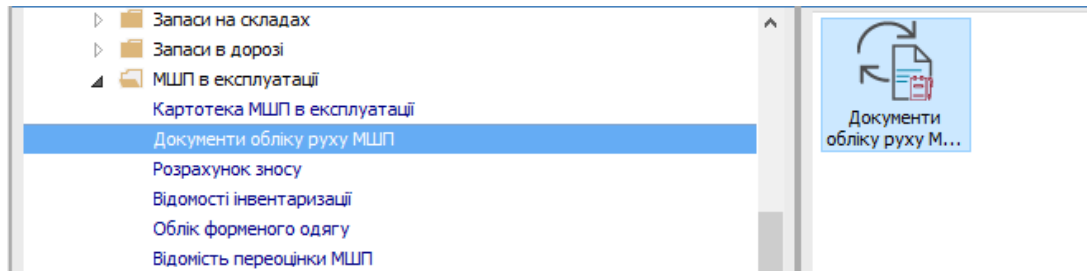 Запаси на складах
Запаси в дорозі
МШП в експлуатації
Картотека МШП в експлуатації
Документи обліку руху МШП
Розрахунок зносу
Відомості інвентаризації
Облік форменого одягу
Відомість переоцінки МШП
Документи
обліку руху М...